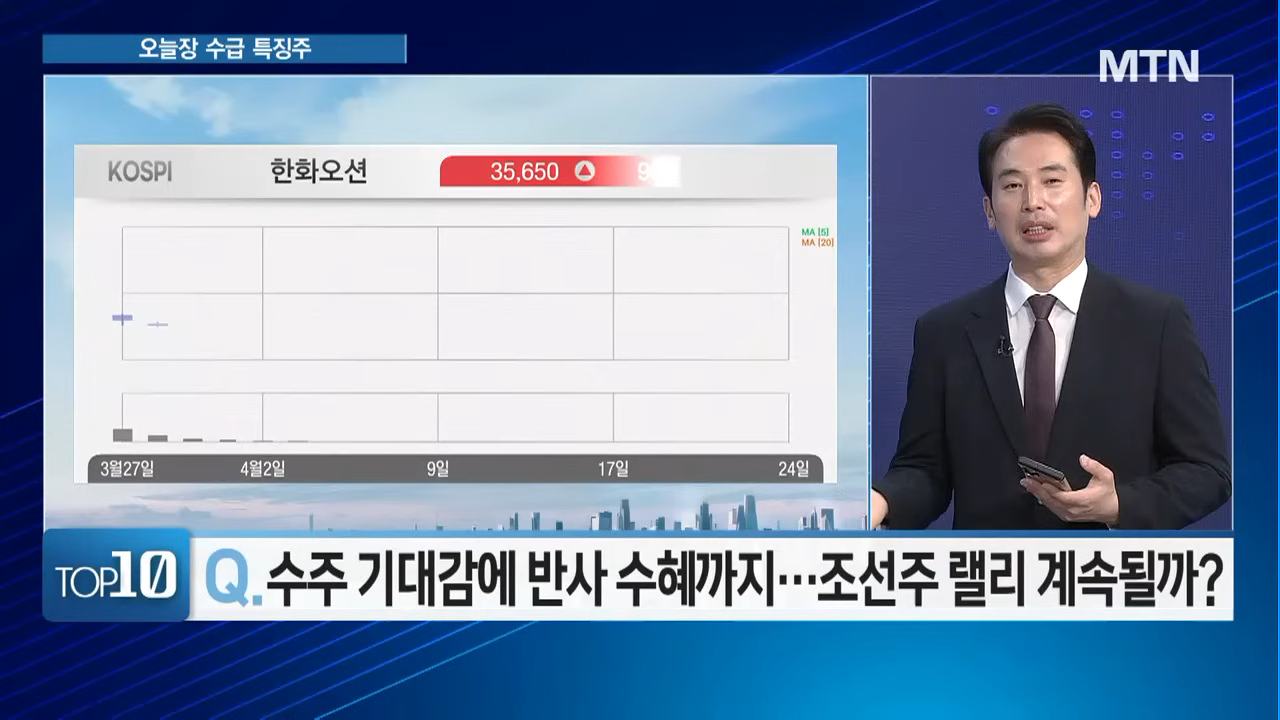 오늘장 수급 특징주
MTN
KOSPI 한화오션 35,650
MA [5]
MA [20]
3월27일 4월2일 9일 17일 24일
TOP10 Q. 수주 기대감에 반사 수혜까지…조선주 랠리 계속될까?